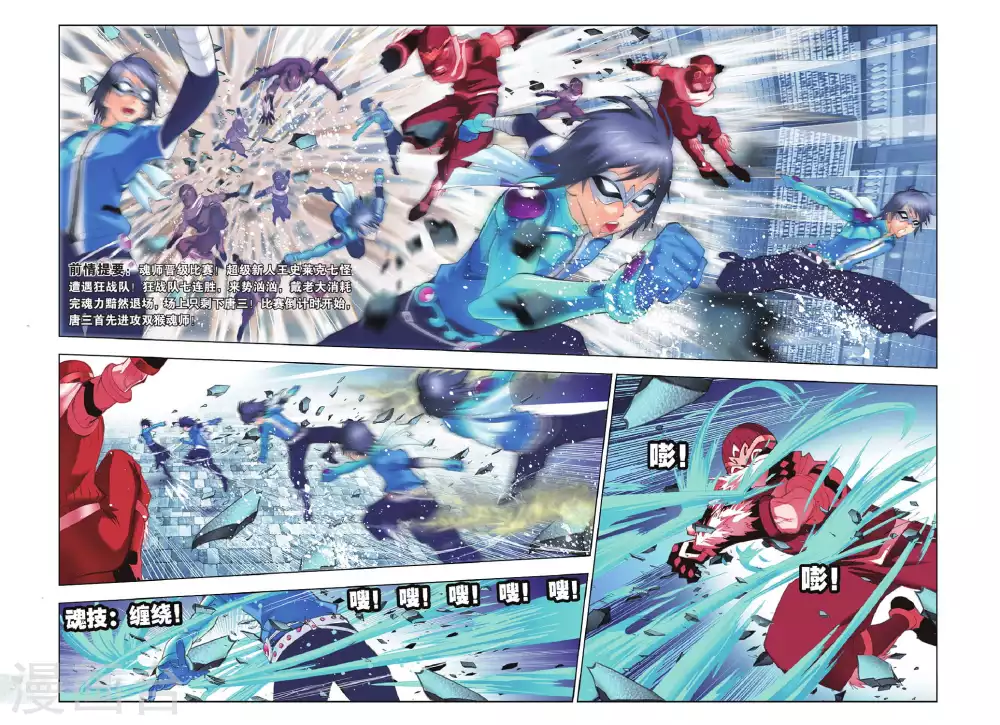 前情提要：魂师晋级比赛！超级新人王史莱克七怪
遭遇狂战队！狂战队七连胜，来势汹汹，戴老大消耗
完魂力黯然退场，场上只剩下唐三！比赛倒计时开始，
唐三首先进攻双猴魂师！
嘭！
嘭！
魂技：缠绕！
嗖！ 嗖！ 嗖！ 嗖！ 嗖！
漫画台